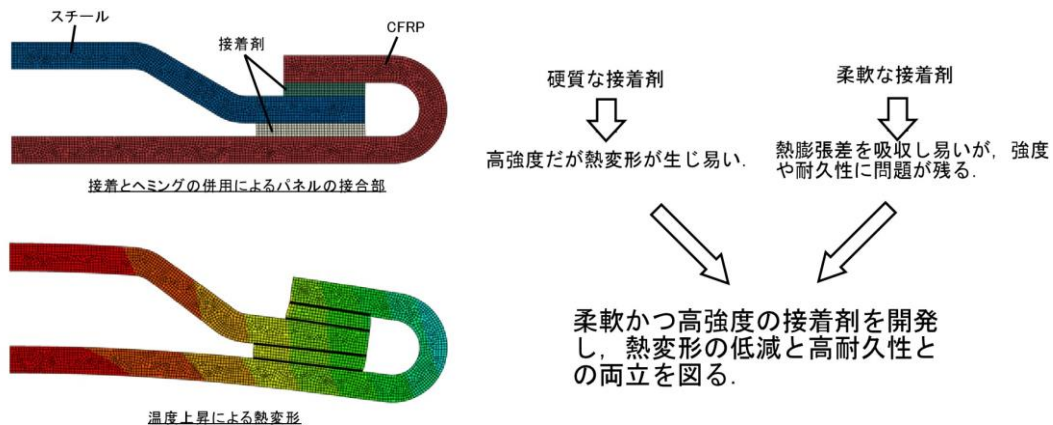 スチール
接着剤
CFRP
接着とヘミングの併用によるパネルの接合部
温度上昇による熱変形
硬質な接着剤
高強度だが熱変形が生じ易い.
柔軟な接着剤
熱膨張差を吸収し易いが，強度
や耐久性に問題が残る.
柔軟かつ高強度の接着剤を開発
し，熱変形の低減と高耐久性と
の両立を図る.